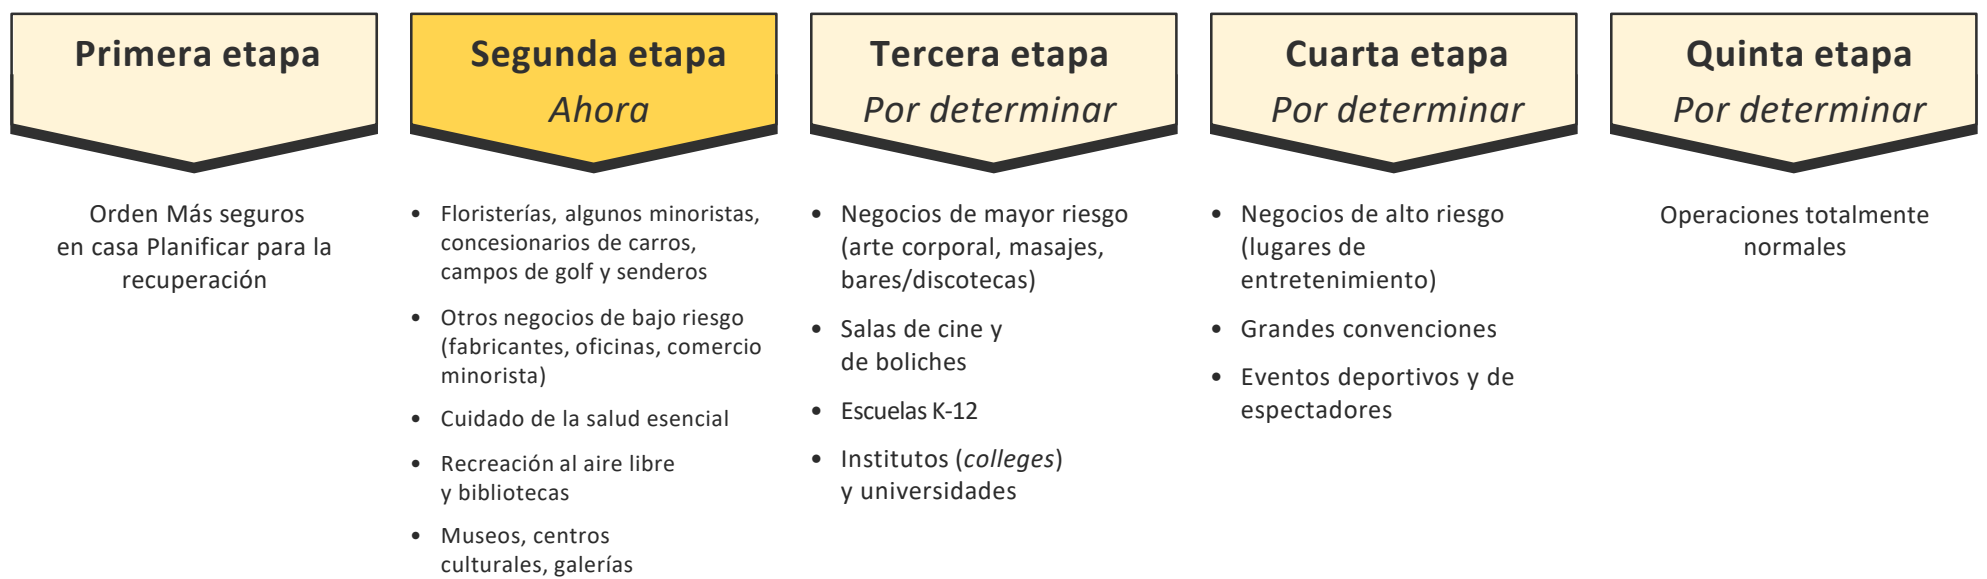 Primera etapa
Orden Más seguros
en casa Planificar para la
recuperación
Segunda etapa
Ahora
• Floristerías, algunos minoristas,
concesionarios de carros,
campos de golf y senderos
• Otros negocios de bajo riesgo
(fabricantes, oficinas, comercio
minorista)
• Cuidado de la salud esencial
• Recreación al aire libre
y bibliotecas
• Museos, centros
culturales, galerías
Tercera etapa
Por determinar
• Negocios de mayor riesgo
(arte corporal, masajes,
bares/discotecas)
• Salas de cine y
de boliches
• Escuelas K-12
• Institutos (colleges)
y universidades
Cuarta etapa
Por determinar
• Negocios de alto riesgo
(lugares de
entretenimiento)
• Grandes convenciones
• Eventos deportivos y de
espectadores
Quinta etapa
Por determinar
Operaciones totalmente
normales